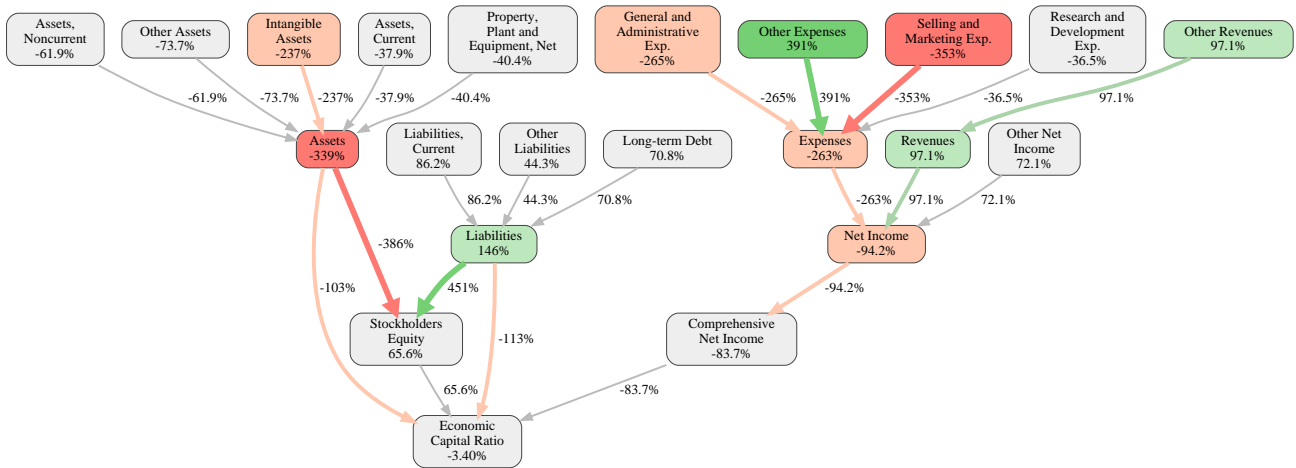 Assets,
Noncurrent
-61.9%
Other Assets
-73.7%
Intangible
Assets
-237%
Assets,
Current
-37.9%
Property,
Plant and
Equipment, Net
-40.4%
General and
Administrative
Exp.
-265%
Other Expenses
391%
Selling and
Marketing Exp.
-353%
Research and
Development
Exp.
-36.5%
Other Revenues
97.1%
-61.9%
-73.7%
-237%
-37.9%
-40.4%
-265%
391%
-353%
-36.5%
97.1%
Assets
-339%
Liabilities,
Current
86.2%
Other
Liabilities
44.3%
Long-term Debt
70.8%
Expenses
-263%
Revenues
97.1%
Other Net
Income
72.1%
86.2%
44.3%
70.8%
-263%
97.1%
72.1%
-386%
Liabilities
146%
Net Income
-94.2%
-103%
451%
-94.2%
Stockholders
Equity
65.6%
-113%
Comprehensive
Net Income
-83.7%
65.6%
-83.7%
Economic
Capital Ratio
-3.40%